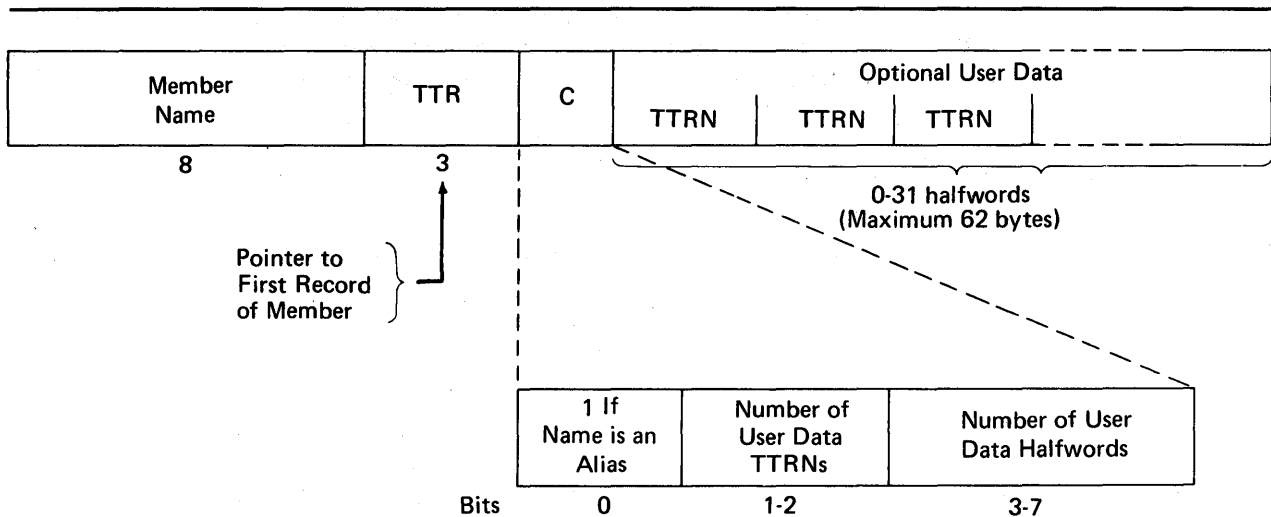 Member
Name
TTR
C
Optional User Data
TTRN
TTRN
TTRN
8
3
0-31 halfwords
(Maximum 62 bytes)
Pointer to
First Record
of Member
1 If
Name is an
Alias
Number of
User Data
TTRNs
Number of User
Data Halfwords
Bits
0
1-2
3-7